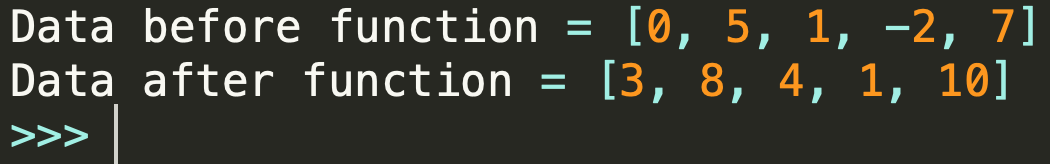 Data before function = [0, 5, 1, -2, 7]
Data after function = [3, 8, 4, 1, 10]
>>>